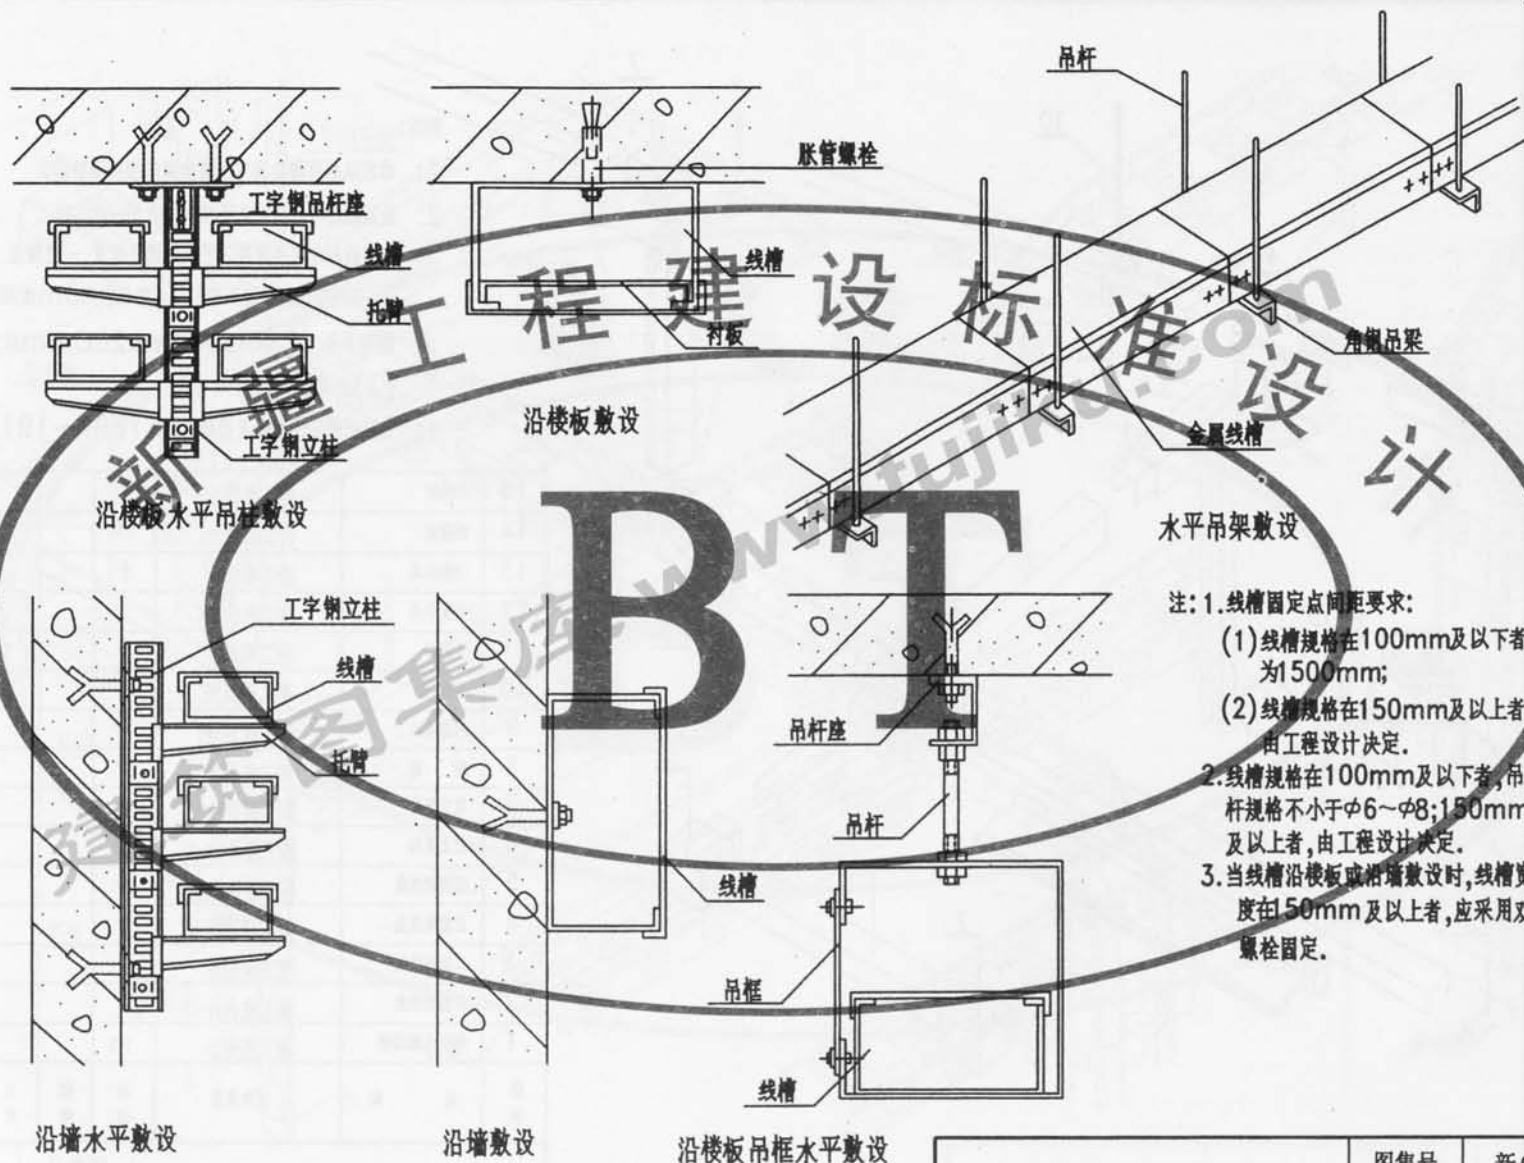 吊杆
胀管螺栓
工字钢吊杆座
线槽
托臂
工字钢立柱
沿楼板水平吊柱敷设
线槽
衬板
沿楼板敷设
角钢吊梁
金属线槽
水平吊架敷设
新疆工程建设标准设计
BT
建筑图集库 www.tujiku.com
工字钢立柱
线槽
托臂
沿墙水平敷设
线槽
沿墙敷设
吊杆座
吊杆
吊框
线槽
沿楼板吊框水平敷设
注: 1.线槽固定点间距要求:
(1)线槽规格在100mm及以下者
为1500mm;
(2)线槽规格在150mm及以上者
由工程设计决定.
2.线槽规格在100mm及以下者,吊
杆规格不小于φ6～φ8;150mm
及以上者,由工程设计决定.
3.当线槽沿楼板或沿墙敷设时,线槽宽
度在150mm及以上者,应采用双
螺栓固定.
图集号
新